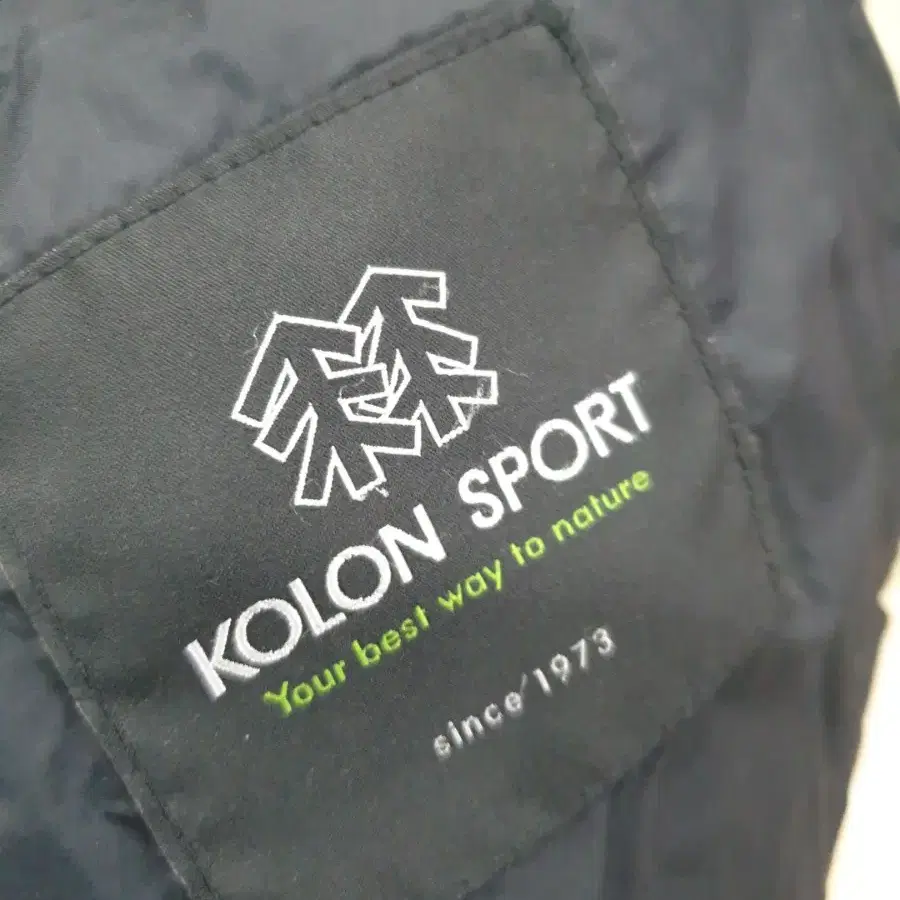 KOLON SPORT
Your best way to nature
since'1973